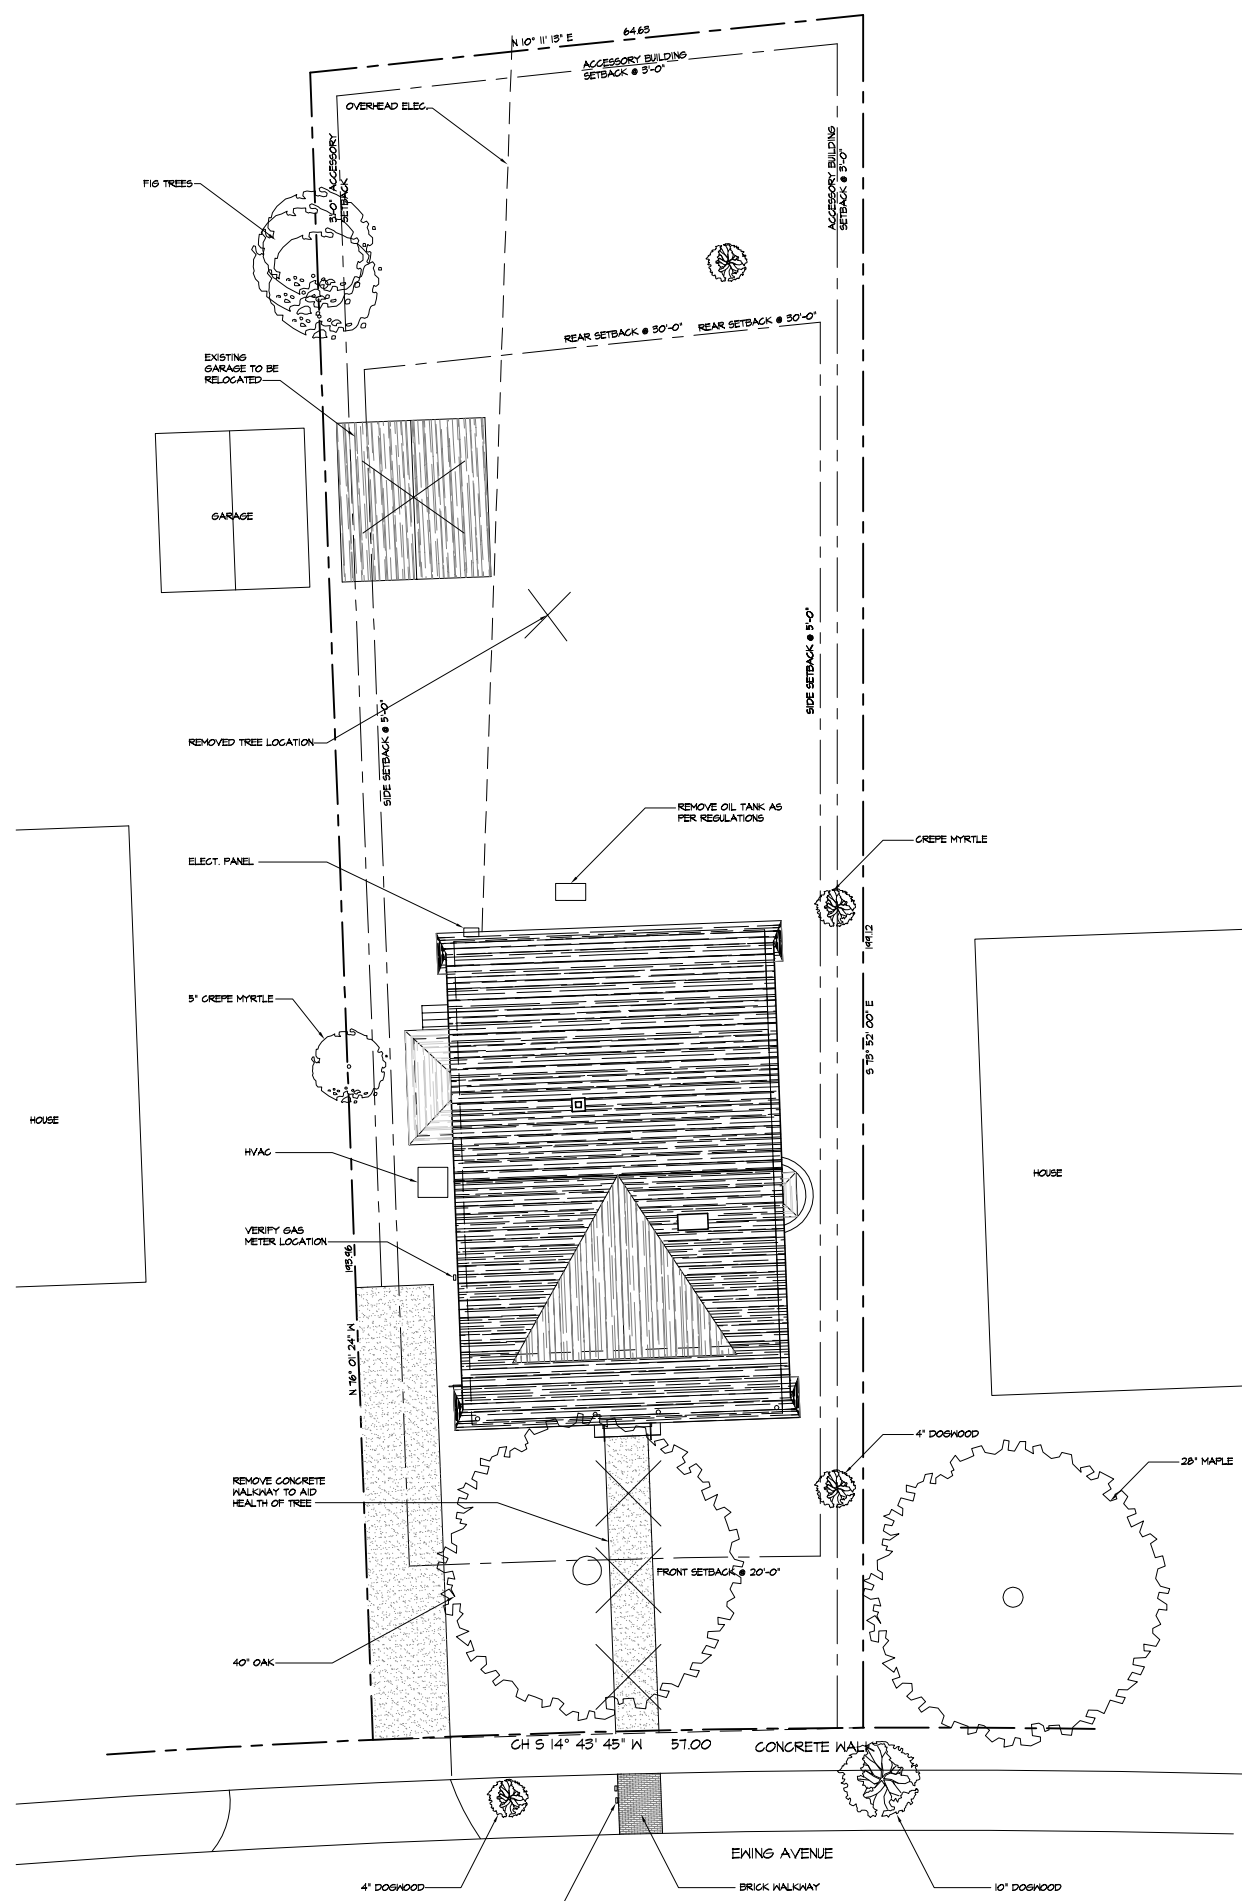 N 10° 11' 13" E
64.63
ACCESSORY BUILDING
SETBACK @ 3'-0"
OVERHEAD ELEC.
3'-0" ACCESSORY
SETBACK
ACCESSORY BUILDING
SETBACK @ 3'-0"
FIG TREES
REAR SETBACK @ 30'-0"
REAR SETBACK @ 30'-0"
EXISTING
GARAGE TO BE
RELOCATED
GARAGE
SIDE SETBACK @ 5'-0"
SIDE SETBACK @ 5'-0"
REMOVED TREE LOCATION
REMOVE OIL TANK AS
PER REGULATIONS
CREPE MYRTLE
ELECT. PANEL
199.12
S 73° 52' 00" E
5" CREPE MYRTLE
HOUSE
HVAC
HOUSE
VERIFY GAS
METER LOCATION
193.96
N 76° 01' 24" W
4" DOGWOOD
28" MAPLE
REMOVE CONCRETE
WALKWAY TO AID
HEALTH OF TREE
FRONT SETBACK @ 20'-0"
40" OAK
CH S 14° 43' 45" W
57.00
CONCRETE WALK
EWING AVENUE
4" DOGWOOD
BRICK WALKWAY
10" DOGWOOD